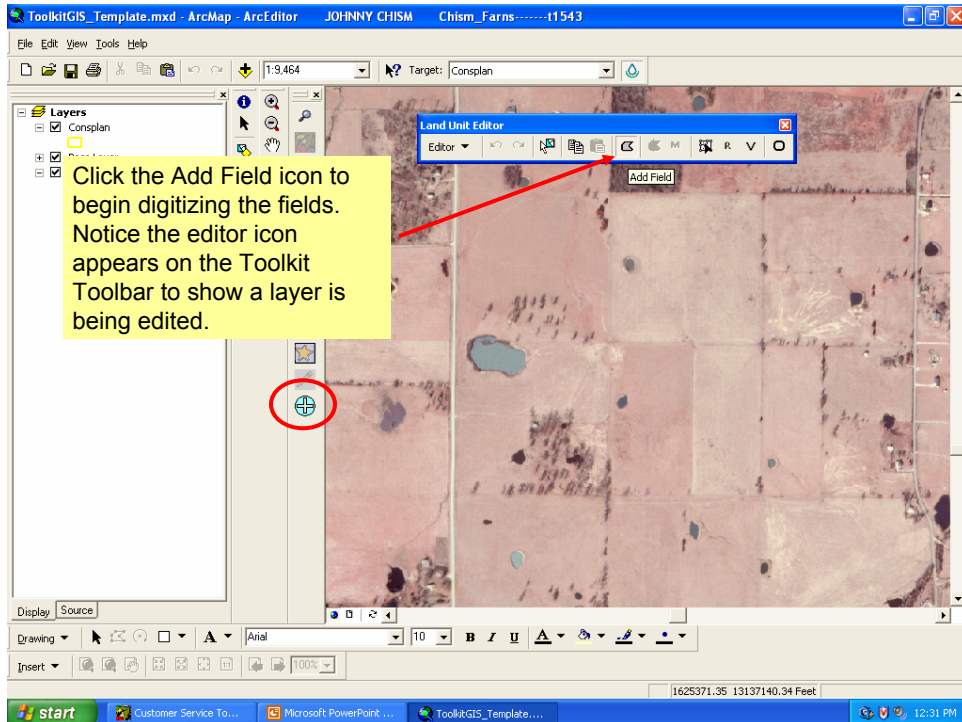 ToolkitGIS_Template.mxd - ArcMap - ArcEditor JOHNNY CHISM Chism_Farns-------t1543
File Edit View Tools Help
1:9,464 Target: Consplan
Layers
Consplan
Land Unit Editor
Editor M R V O
Add Field
Click the Add Field icon to
begin digitizing the fields.
Notice the editor icon
appears on the Toolkit
Toolbar to show a layer is
being edited.
Display Source
Drawing A Arial 10 B I U A
Insert 1:1 100%
1625371.35 13137140.34 Feet
start Customer Service To... Microsoft PowerPoint ... ToolkitGIS_Template.... 12:31 PM